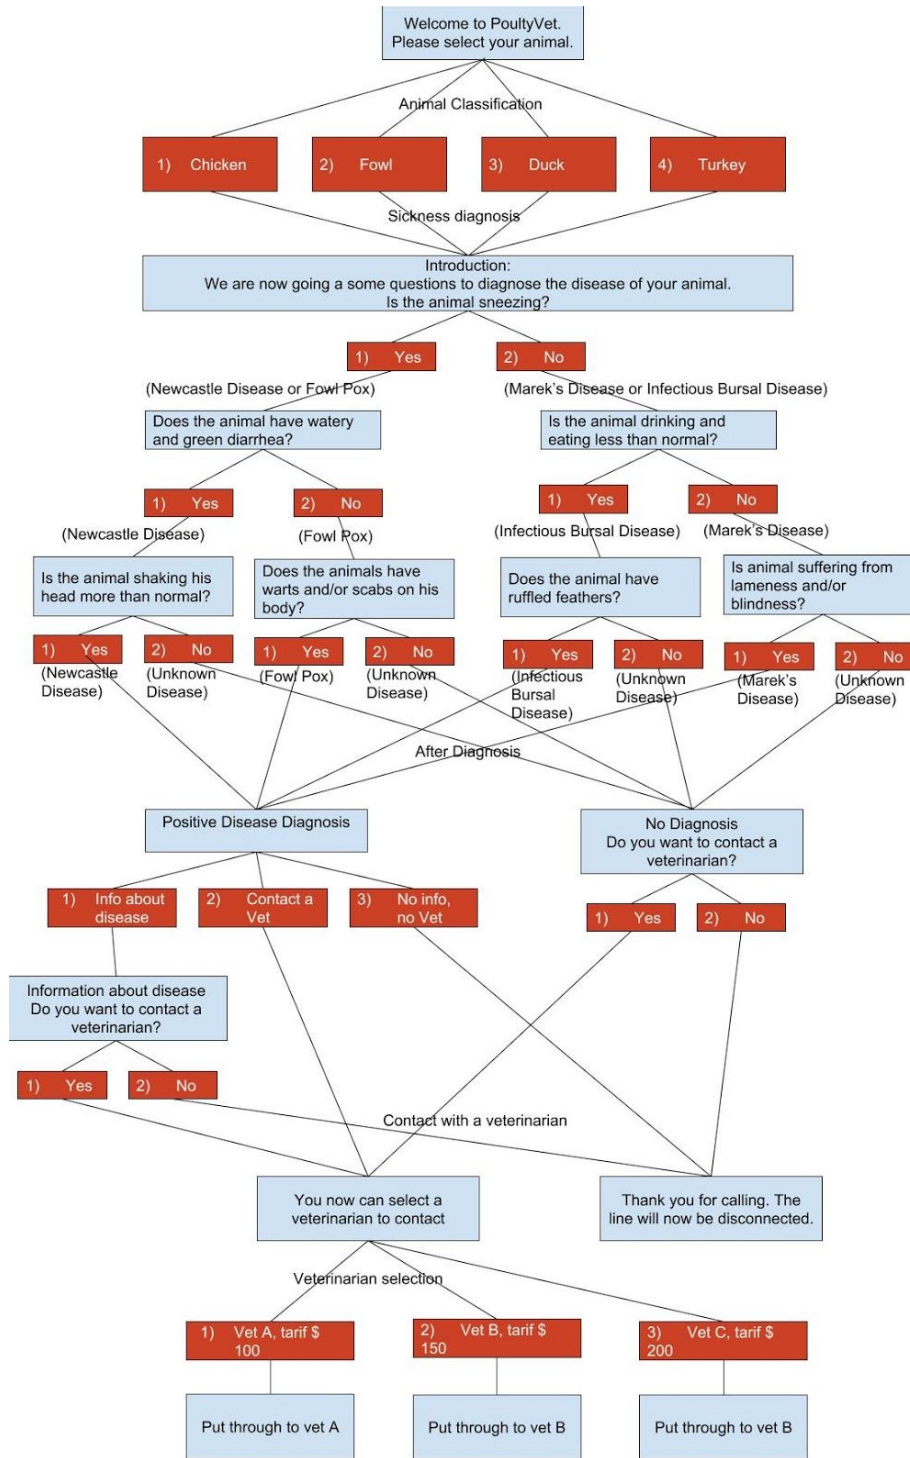 Welcome to PoultyVet.
Please select your animal.
Animal Classification
1) Chicken
2) Fowl
3) Duck
4) Turkey
Sickness diagnosis
Introduction:
We are now going a some questions to diagnose the disease of your animal.
Is the animal sneezing?
1) Yes
2) No
(Newcastle Disease or Fowl Pox)
(Marek's Disease or Infectious Bursal Disease)
Does the animal have watery
and green diarrhea?
Is the animal drinking and
eating less than normal?
1) Yes
2) No
1) Yes
2) No
(Newcastle Disease)
(Fowl Pox)
(Infectious Bursal Disease)
(Marek's Disease)
Is the animal shaking his
head more than normal?
Does the animals have
warts and/or scabs on his
body?
Does the animal have
ruffled feathers?
Is animal suffering from
lameness and/or
blindness?
1) Yes
2) No
1) Yes
2) No
1) Yes
2) No
1) Yes
2) No
(Newcastle
Disease)
(Unknown
Disease)
(Fowl Pox)
(Unknown
Disease)
(Infectious
Bursal
Disease)
(Unknown
Disease)
(Marek's
Disease)
(Unknown
Disease)
After Diagnosis
Positive Disease Diagnosis
No Diagnosis
Do you want to contact a
veterinarian?
1) Info about
disease
2) Contact a
Vet
3) No info,
no Vet
1) Yes
2) No
Information about disease
Do you want to contact a
veterinarian?
1) Yes
2) No
Contact with a veterinarian
You now can select a
veterinarian to contact
Thank you for calling. The
line will now be disconnected.
Veterinarian selection
1) Vet A, tarif $
100
2) Vet B, tarif $
150
3) Vet C, tarif $
200
Put through to vet A
Put through to vet B
Put through to vet B